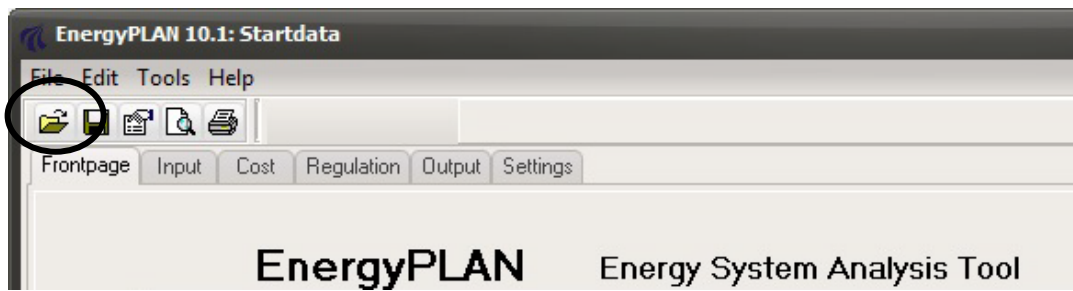 EnergyPLAN 10.1: Startdata
File Edit Tools Help
Frontpage Input Cost Regulation Output Settings
EnergyPLAN Energy System Analysis Tool